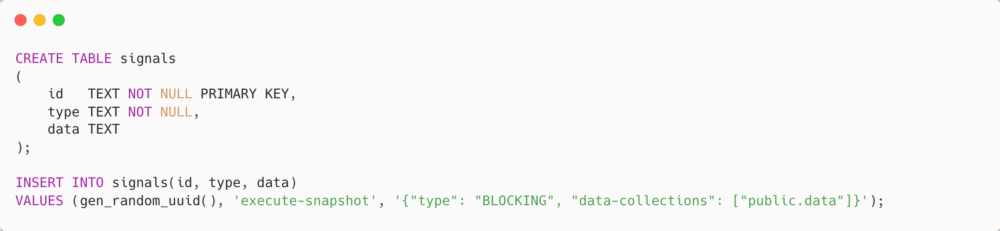 CREATE TABLE signals
(
    id   TEXT NOT NULL PRIMARY KEY,
    type TEXT NOT NULL,
    data TEXT
);

INSERT INTO signals(id, type, data)
VALUES (gen_random_uuid(), 'execute-snapshot', '{"type": "BLOCKING", "data-collections": ["public.data"]}');